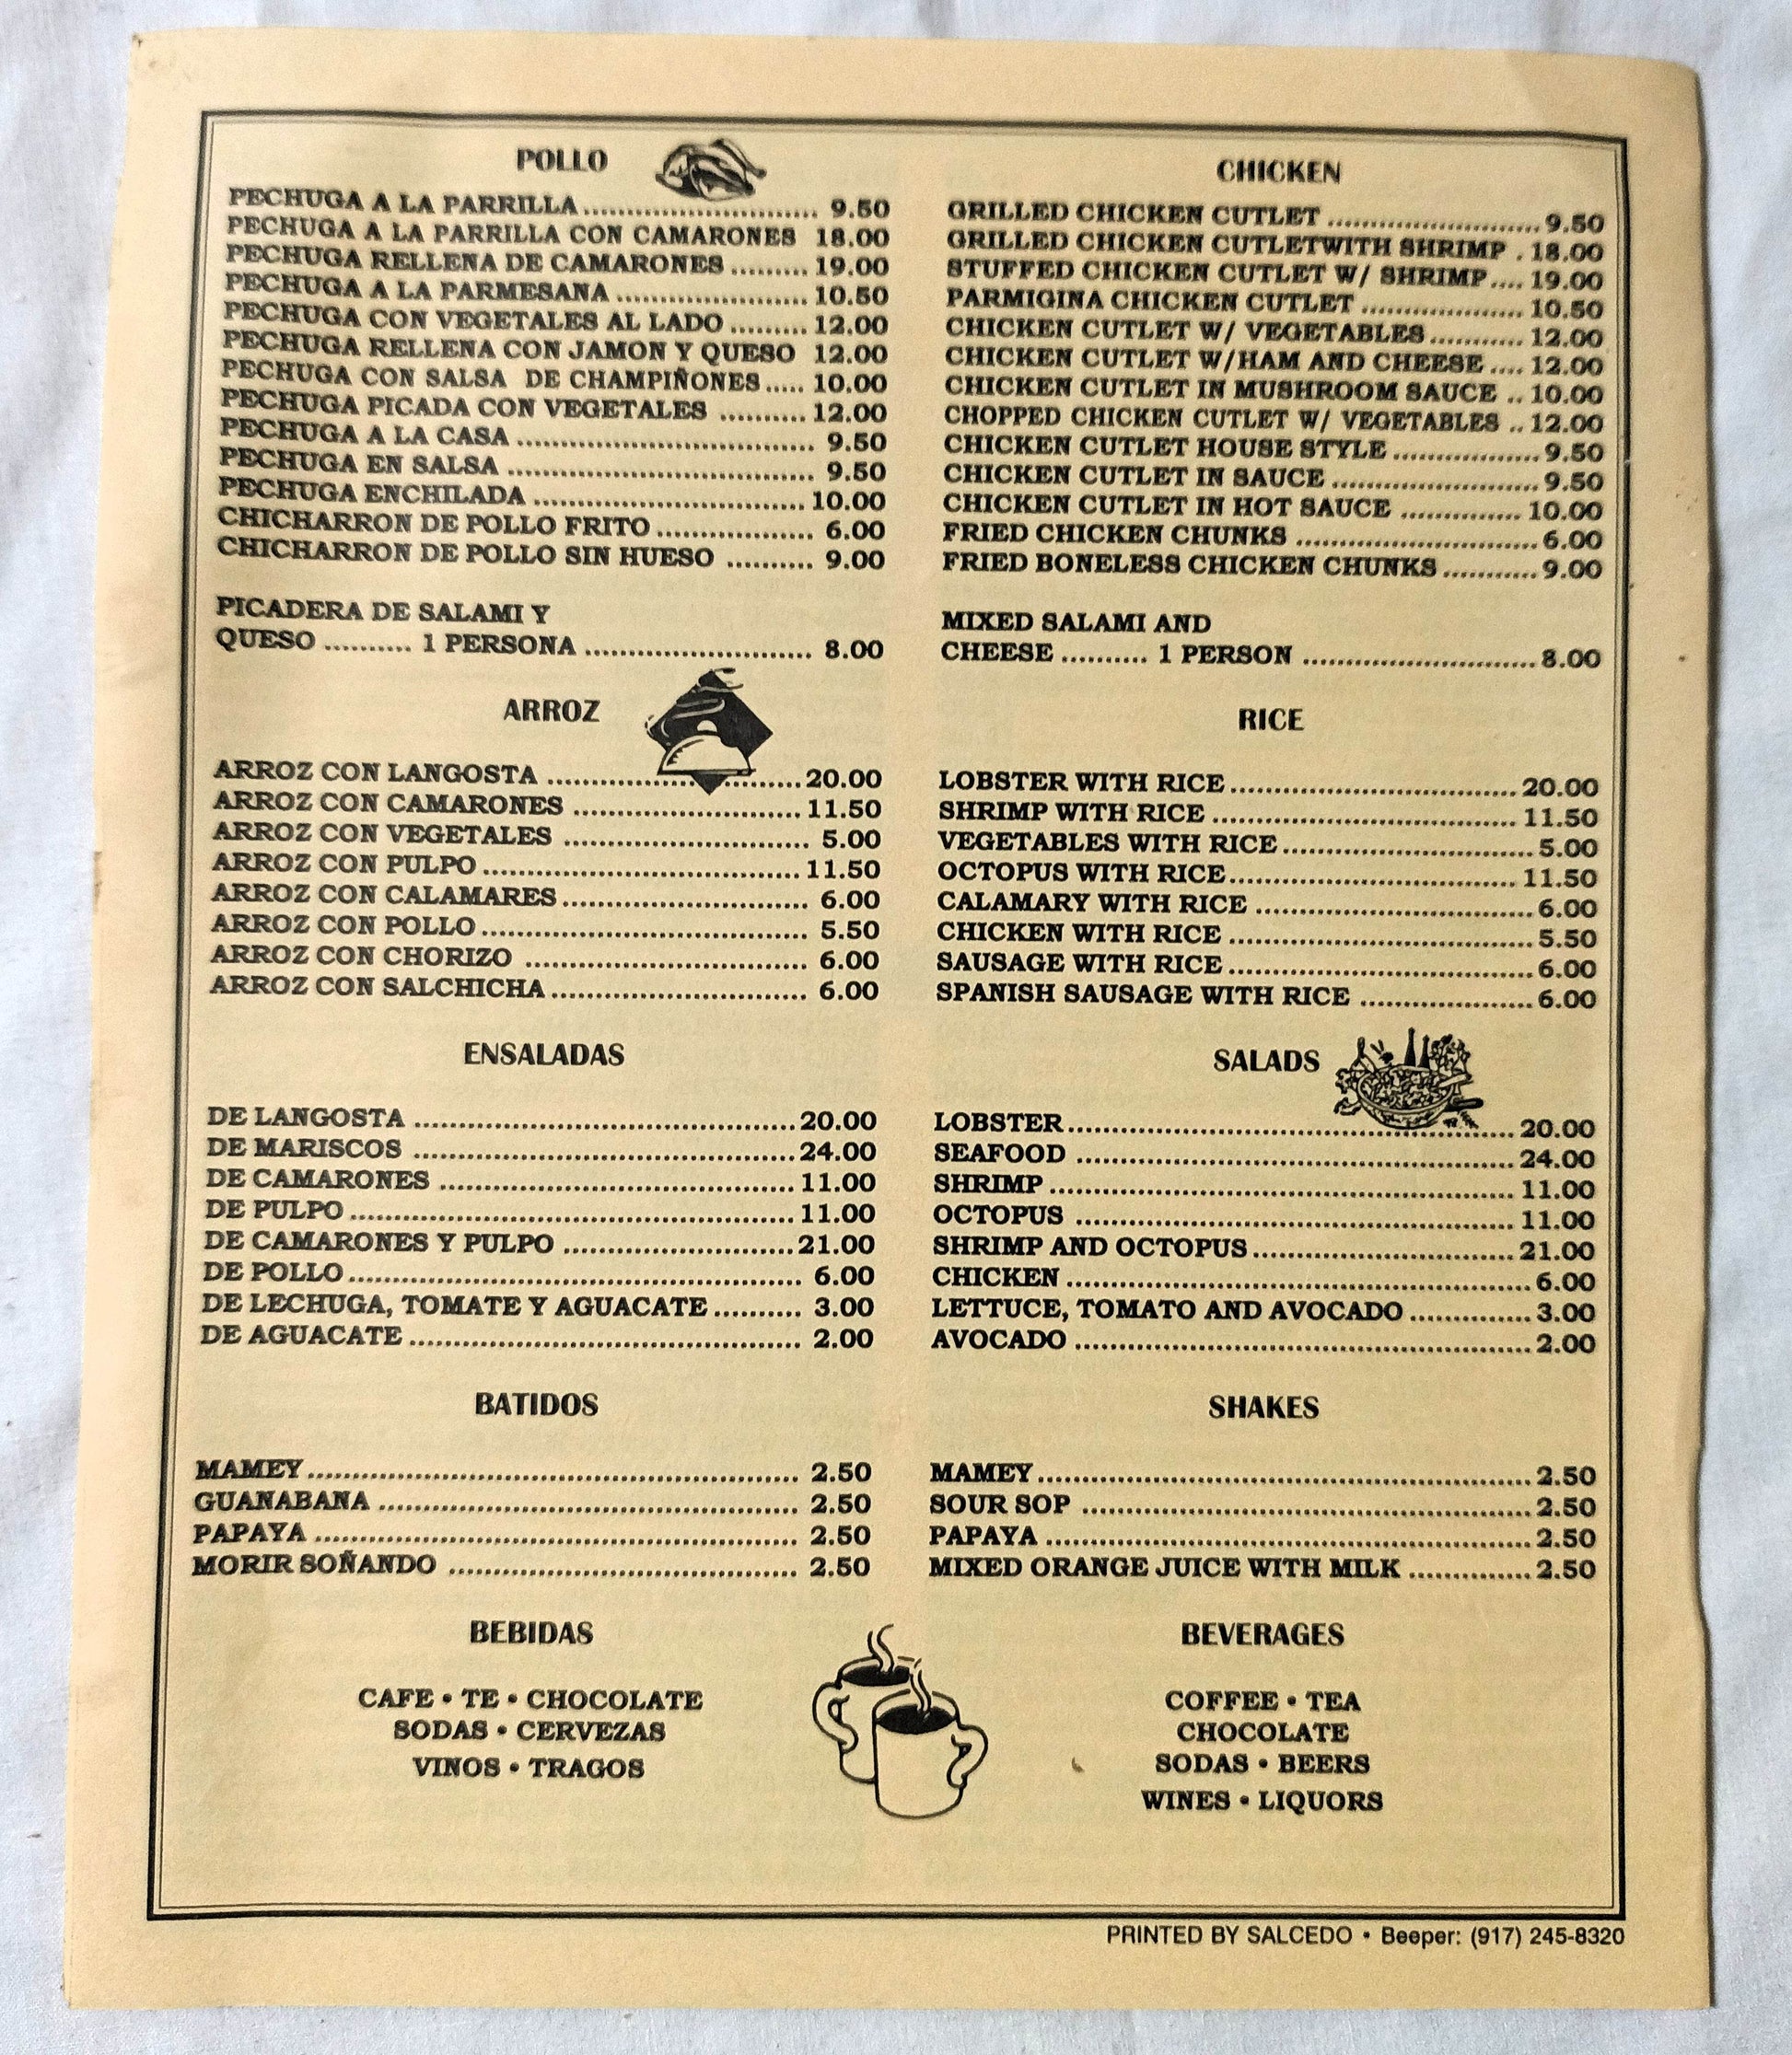 POLLO
PECHUGA A LA PARRILLA .......................... 9.50
PECHUGA A LA PARRILLA CON CAMARONES 18.00
PECHUGA RELLENA DE CAMARONES ......... 19.00
PECHUGA A LA PARMESANA ...................... 10.50
PECHUGA CON VEGETALES AL LADO ......... 12.00
PECHUGA RELLENA CON JAMON Y QUESO 12.00
PECHUGA CON SALSA DE CHAMPIÑONES ..... 10.00
PECHUGA PICADA CON VEGETALES .......... 12.00
PECHUGA A LA CASA .................................. 9.50
PECHUGA EN SALSA ................................... 9.50
PECHUGA ENCHILADA ............................... 10.00
CHICHARRON DE POLLO FRITO .................. 6.00
CHICHARRON DE POLLO SIN HUESO .......... 9.00
PICADERA DE SALAMI Y
QUESO .......... 1 PERSONA .......................... 8.00
ARROZ
ARROZ CON LANGOSTA ............................. 20.00
ARROZ CON CAMARONES .......................... 11.50
ARROZ CON VEGETALES ............................ 5.00
ARROZ CON PULPO .................................... 11.50
ARROZ CON CALAMARES ............................ 6.00
ARROZ CON POLLO ..................................... 5.50
ARROZ CON CHORIZO ................................ 6.00
ARROZ CON SALCHICHA ............................. 6.00
ENSALADAS
DE LANGOSTA ........................................... 20.00
DE MARISCOS ........................................... 24.00
DE CAMARONES ........................................ 11.00
DE PULPO .................................................. 11.00
DE CAMARONES Y PULPO .......................... 21.00
DE POLLO ................................................... 6.00
DE LECHUGA, TOMATE Y AGUACATE .......... 3.00
DE AGUACATE ............................................ 2.00
BATIDOS
MAMEY ....................................................... 2.50
GUANABANA ............................................... 2.50
PAPAYA ...................................................... 2.50
MORIR SOÑANDO ....................................... 2.50
BEBIDAS
CAFE • TE • CHOCOLATE
SODAS • CERVEZAS
VINOS • TRAGOS
CHICKEN
GRILLED CHICKEN CUTLET ........................ 9.50
GRILLED CHICKEN CUTLETWITH SHRIMP . 18.00
STUFFED CHICKEN CUTLET W/ SHRIMP .... 19.00
PARMIGINA CHICKEN CUTLET .................. 10.50
CHICKEN CUTLET W/ VEGETABLES ........... 12.00
CHICKEN CUTLET W/HAM AND CHEESE .... 12.00
CHICKEN CUTLET IN MUSHROOM SAUCE .. 10.00
CHOPPED CHICKEN CUTLET W/ VEGETABLES .. 12.00
CHICKEN CUTLET HOUSE STYLE ................. 9.50
CHICKEN CUTLET IN SAUCE ........................ 9.50
CHICKEN CUTLET IN HOT SAUCE .............. 10.00
FRIED CHICKEN CHUNKS ............................ 6.00
FRIED BONELESS CHICKEN CHUNKS ........... 9.00
MIXED SALAMI AND
CHEESE .......... 1 PERSON ........................... 8.00
RICE
LOBSTER WITH RICE ................................. 20.00
SHRIMP WITH RICE ................................... 11.50
VEGETABLES WITH RICE ............................. 5.00
OCTOPUS WITH RICE ................................. 11.50
CALAMARY WITH RICE ................................ 6.00
CHICKEN WITH RICE ................................... 5.50
SAUSAGE WITH RICE ................................... 6.00
SPANISH SAUSAGE WITH RICE .................... 6.00
SALADS
LOBSTER ................................................... 20.00
SEAFOOD .................................................. 24.00
SHRIMP ..................................................... 11.00
OCTOPUS .................................................. 11.00
SHRIMP AND OCTOPUS .............................. 21.00
CHICKEN ..................................................... 6.00
LETTUCE, TOMATO AND AVOCADO .............. 3.00
AVOCADO .................................................... 2.00
SHAKES
MAMEY ........................................................ 2.50
SOUR SOP ................................................... 2.50
PAPAYA ....................................................... 2.50
MIXED ORANGE JUICE WITH MILK .............. 2.50
BEVERAGES
COFFEE • TEA
CHOCOLATE
SODAS • BEERS
WINES • LIQUORS
PRINTED BY SALCEDO • Beeper: (917) 245-8320